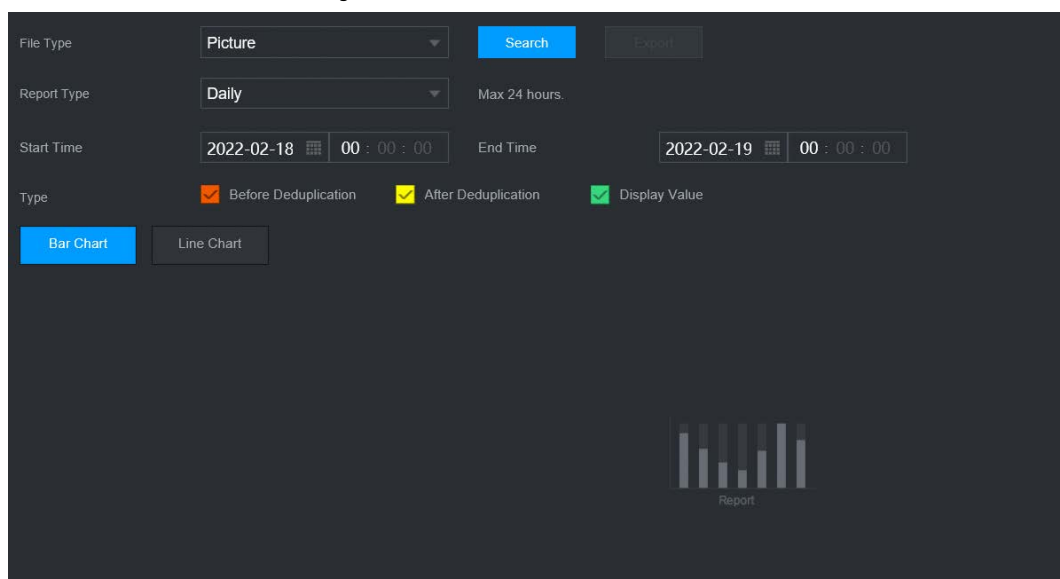 File Type Picture Search Export
Report Type Daily Max 24 hours.
Start Time 2022-02-18 00 : 00 : 00 End Time 2022-02-19 00 : 00 : 00
Type Before Deduplication After Deduplication Display Value
Bar Chart Line Chart
Report